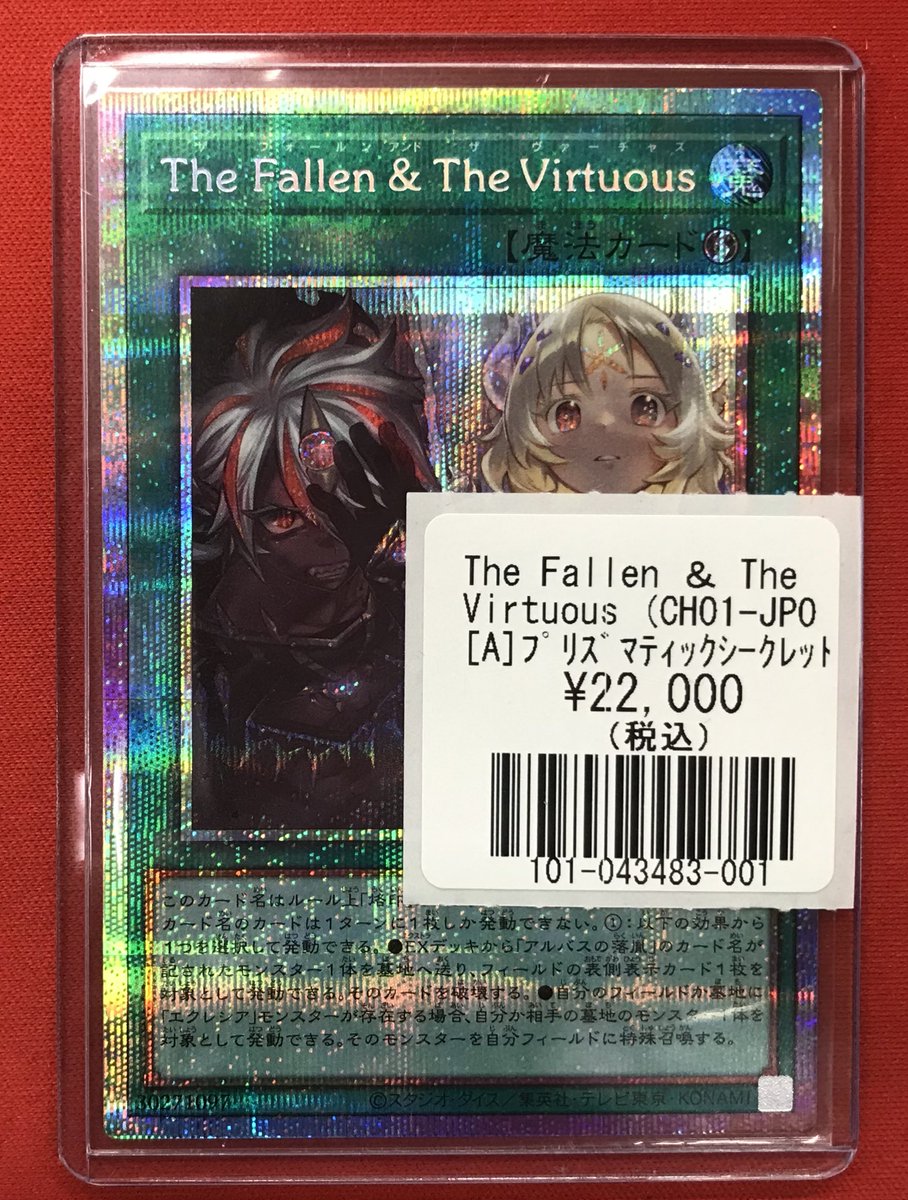 ザ フォールン アンド ザ ヴァーチャス
The Fallen & The Virtuous
【魔法カード】
The Fallen & The
Virtuous (CH01-JP0
[A]プリズマティックシークレット
¥22,000
(税込)
101-043483-001
このカード名はルール上「烙印
カード名のカードは1ターンに1枚しか発動できない。①:以下の効果から
1つを選択して発動できる。●EXデッキから「アルバスの落胤」のカード名が
記されたモンスター1体を墓地へ送り、フィールドの表側表示カード1枚を
対象として発動できる。そのカードを破壊する。●自分のフィールドか墓地に
「エクレシア」モンスターが存在する場合、自分か相手の墓地のモンスター1体を
対象として発動できる。そのモンスターを自分フィールドに特殊召喚する。
©スタジオ・ダイス/集英社・テレビ東京・KONAMI